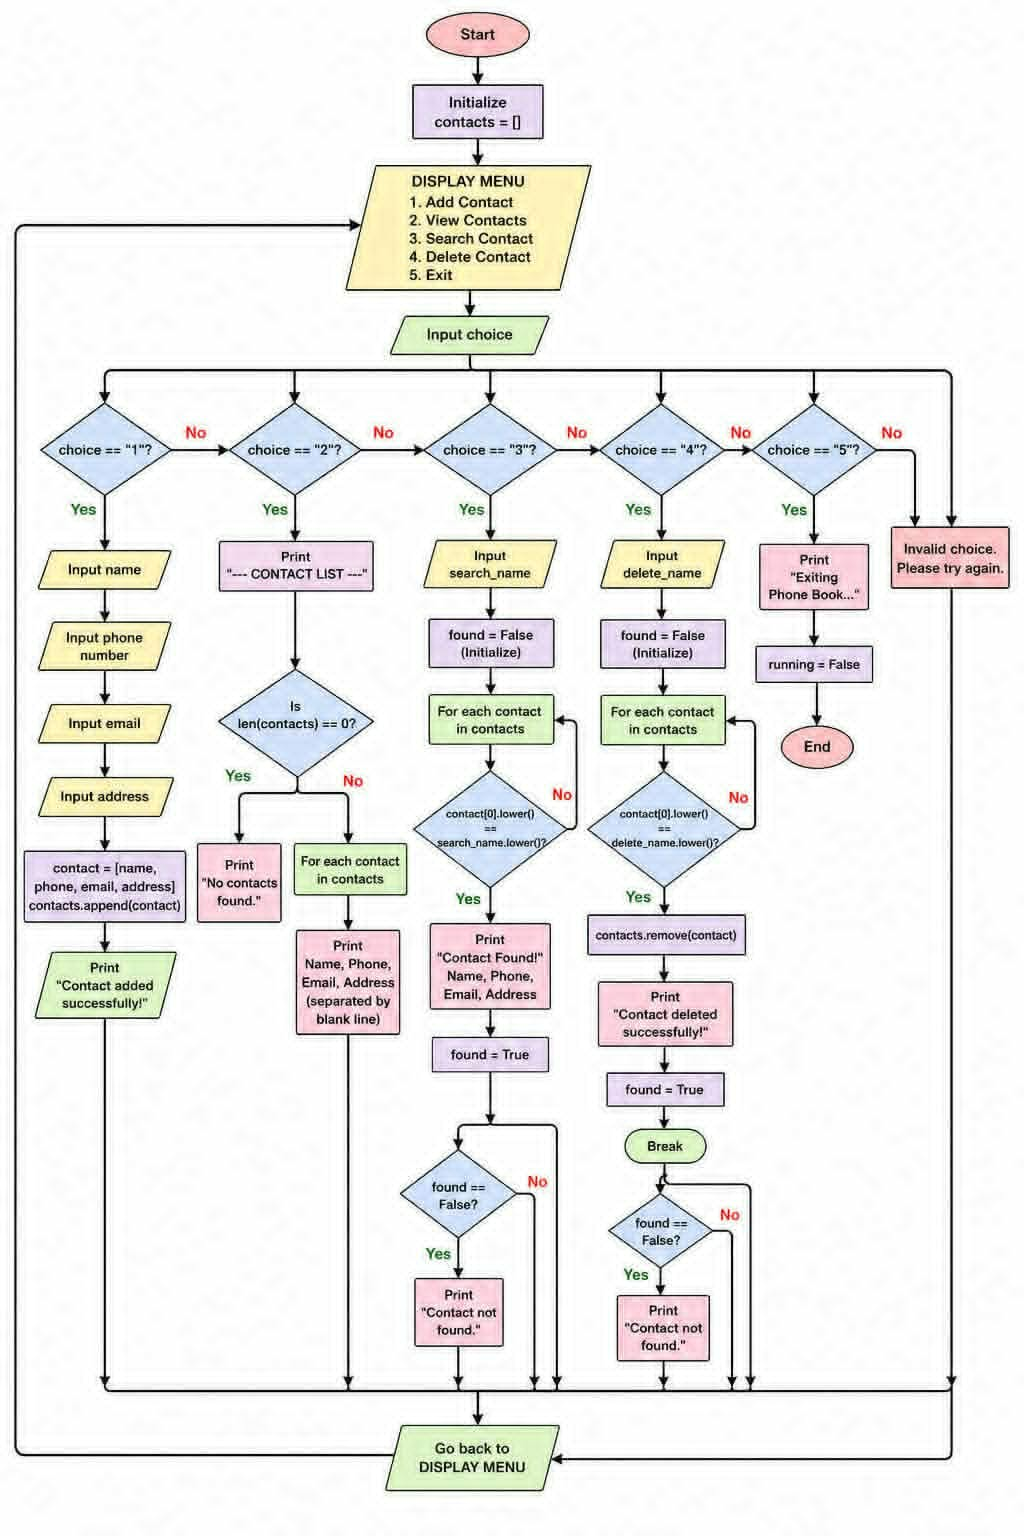 Start
Initialize
contacts = []
DISPLAY MENU
1. Add Contact
2. View Contacts
3. Search Contact
4. Delete Contact
5. Exit
Input choice
choice == "1"?
No
choice == "2"?
No
choice == "3"?
No
choice == "4"?
No
choice == "5"?
No
Yes
Yes
Yes
Yes
Yes
Input name
Input phone
number
Input email
Input address
contact = [name,
phone, email, address]
contacts.append(contact)
Print
"Contact added
successfully!"
Print
"--- CONTACT LIST ---"
Is
len(contacts) == 0?
Yes
No
Print
"No contacts
found."
For each contact
in contacts
Print
Name, Phone,
Email, Address
(separated by
blank line)
Input
search_name
found = False
(Initialize)
For each contact
in contacts
contact[0].lower()
==
search_name.lower()?
No
Yes
Print
"Contact Found!"
Name, Phone,
Email, Address
found = True
found ==
False?
No
Yes
Print
"Contact not
found."
Input
delete_name
found = False
(Initialize)
For each contact
in contacts
contact[0].lower()
==
delete_name.lower()?
No
Yes
contacts.remove(contact)
Print
"Contact deleted
successfully!"
found = True
Break
found ==
False?
No
Yes
Print
"Contact not
found."
Print
"Exiting
Phone Book..."
running = False
End
Invalid choice.
Please try again.
Go back to
DISPLAY MENU